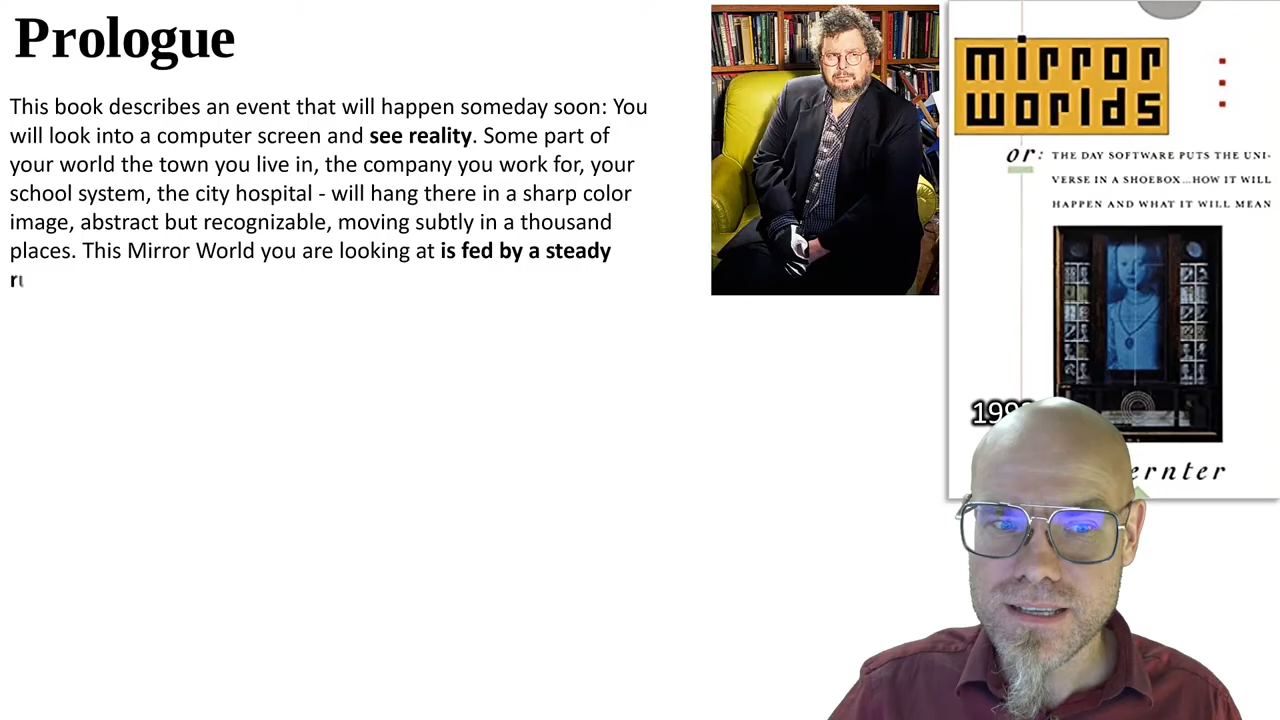 Prologue
This book describes an event that will happen someday soon: You
will look into a computer screen and see reality. Some part of
your world the town you live in, the company you work for, your
school system, the city hospital - will hang there in a sharp color
image, abstract but recognizable, moving subtly in a thousand
places. This Mirror World you are looking at is fed by a steady
mirror
worlds
or: THE DAY SOFTWARE PUTS THE UNI-
VERSE IN A SHOEBOX...HOW IT WILL
HAPPEN AND WHAT IT WILL MEAN
199
ernter